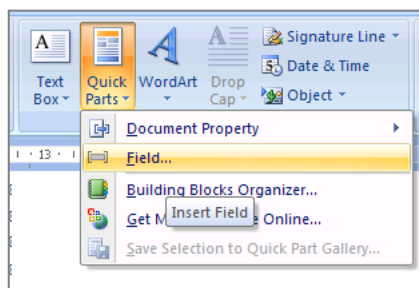 A A A Signature Line
Date & Time
Text Box Quick Parts WordArt Drop Cap Object
Document Property
13 · 1
Field...
Building Blocks Organizer...
Get M Insert Field e Online...
Save Selection to Quick Part Gallery...